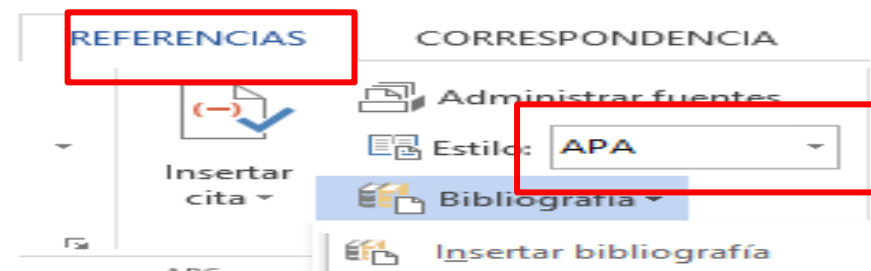 REFERENCIAS CORRESPONDENCIA
Administrar fuentes
Estilo: APA
Insertar
cita
Bibliografía
Insertar bibliografía